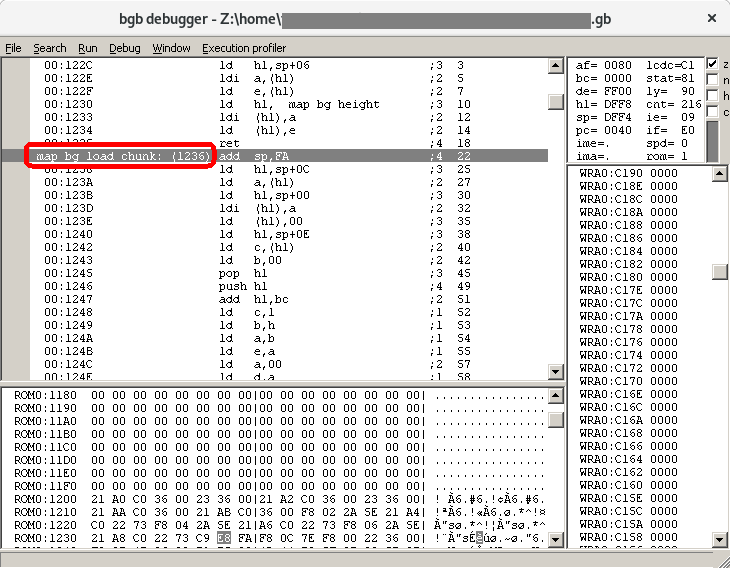 bgb debugger - Z:\home\ .gb
File Search Run Debug Window Execution profiler
00:122C ld hl,sp+06 ;3 3
00:122E ldi a,(hl) ;2 5
00:122F ld e,(hl) ;2 7
00:1230 ld hl, map bg height ;3 10
00:1233 ldi (hl),a ;2 12
00:1234 ld (hl),e ;2 14
00:1235 ret ;4 18
map bg load chunk: (1236) add sp,FA ;4 22
00:1238 ld hl,sp+0C ;3 25
00:123A ld a,(hl) ;2 27
00:123B ld hl,sp+00 ;3 30
00:123D ldi (hl),a ;2 32
00:123E ld (hl),00 ;3 35
00:1240 ld hl,sp+0E ;3 38
00:1242 ld c,(hl) ;2 40
00:1243 ld b,00 ;2 42
00:1245 pop hl ;3 45
00:1246 push hl ;4 49
00:1247 add hl,bc ;2 51
00:1248 ld c,l ;1 52
00:1249 ld b,h ;1 53
00:124A ld a,b ;1 54
00:124B ld e,a ;1 55
00:124C ld a,00 ;2 57
00:124E ld d,a ;1 58
af= 0080 lcdc=C1 z
bc= 0000 stat=81 n
de= FF00 ly= 90 h
hl= DFF8 cnt= 216 c
sp= DFF4 ie= 09
pc= 0040 if= E0
ime=. spd= 0
ima=. rom= 1
WRA0:C190 0000
WRA0:C18E 0000
WRA0:C18C 0000
WRA0:C18A 0000
WRA0:C188 0000
WRA0:C186 0000
WRA0:C184 0000
WRA0:C182 0000
WRA0:C180 0000
WRA0:C17E 0000
WRA0:C17C 0000
WRA0:C17A 0000
WRA0:C178 0000
WRA0:C176 0000
WRA0:C174 0000
WRA0:C172 0000
WRA0:C170 0000
WRA0:C16E 0000
WRA0:C16C 0000
WRA0:C16A 0000
WRA0:C168 0000
WRA0:C166 0000
WRA0:C164 0000
WRA0:C162 0000
WRA0:C160 0000
WRA0:C15E 0000
WRA0:C15C 0000
WRA0:C15A 0000
WRA0:C158 0000
WRA0:C156 0000
ROM0:1180 00 00 00 00 00 00 00 00|00 00 00 00 00 00 00 00| ................
ROM0:1190 00 00 00 00 00 00 00 00|00 00 00 00 00 00 00 00| ................
ROM0:11A0 00 00 00 00 00 00 00 00|00 00 00 00 00 00 00 00| ................
ROM0:11B0 00 00 00 00 00 00 00 00|00 00 00 00 00 00 00 00| ................
ROM0:11C0 00 00 00 00 00 00 00 00|00 00 00 00 00 00 00 00| ................
ROM0:11D0 00 00 00 00 00 00 00 00|00 00 00 00 00 00 00 00| ................
ROM0:11E0 00 00 00 00 00 00 00 00|00 00 00 00 00 00 00 00| ................
ROM0:11F0 00 00 00 00 00 00 00 00|00 00 00 00 00 00 00 00| ................
ROM0:1200 21 A0 C0 36 00 23 36 00|21 A2 C0 36 00 23 36 00| ! À6.#6.!¢À6.#6.
ROM0:1210 21 AA C0 36 00 21 AB C0|36 00 F8 02 2A 5E 21 A4| !ªÀ6.!«À6.ø.*^!¤
ROM0:1220 C0 22 73 F8 04 2A 5E 21|A6 C0 22 73 F8 06 2A 5E| À"sø.*^!¦À"sø.*^
ROM0:1230 21 A8 C0 22 73 C9 E8 FA|F8 0C 7E F8 00 22 36 00| !¨À"sÉèúø.~ø."6.